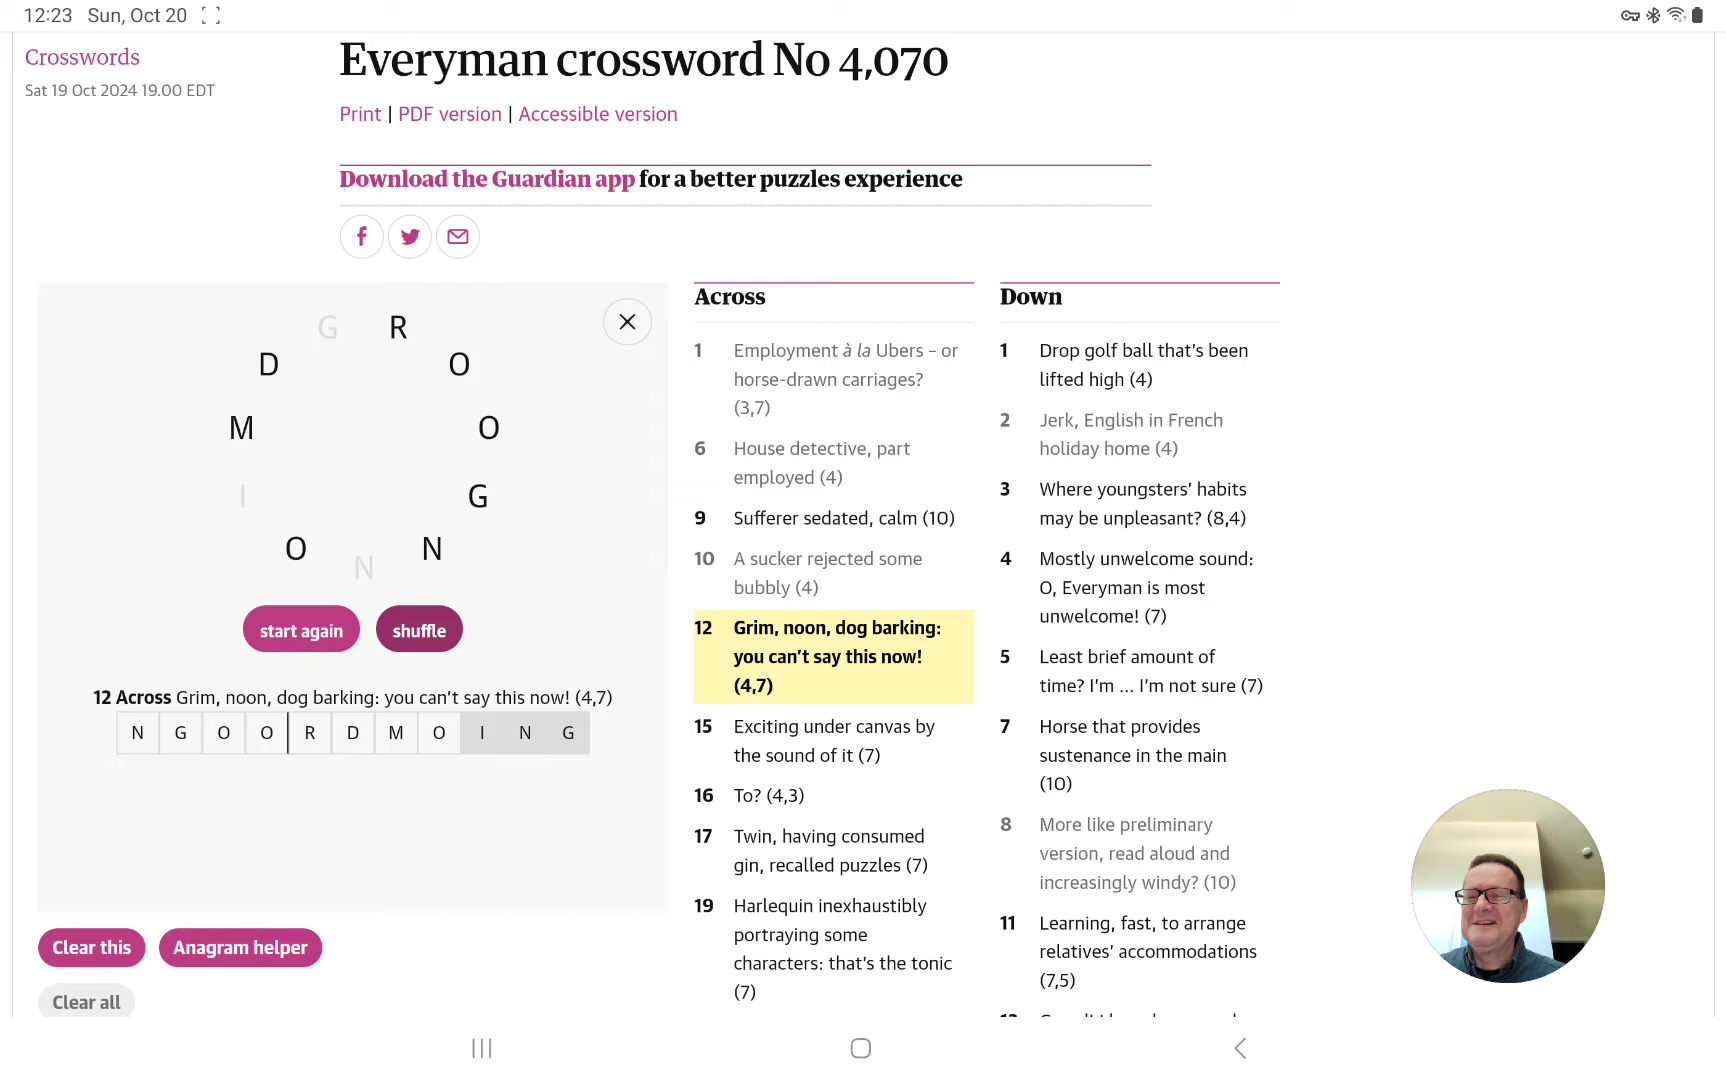 12:23 Sun, Oct 20
Crosswords
Sat 19 Oct 2024 19.00 EDT
Everyman crossword No 4,070
Print | PDF version | Accessible version
Download the Guardian app for a better puzzles experience
G R
D O
M O
I G
O N N
start again shuffle
12 Across Grim, noon, dog barking: you can't say this now! (4,7)
N G O O R D M O I N G
Clear this Anagram helper
Clear all
Across
1 Employment à la Ubers – or
horse-drawn carriages?
(3,7)
6 House detective, part
employed (4)
9 Sufferer sedated, calm (10)
10 A sucker rejected some
bubbly (4)
12 Grim, noon, dog barking:
you can't say this now!
(4,7)
15 Exciting under canvas by
the sound of it (7)
16 To? (4,3)
17 Twin, having consumed
gin, recalled puzzles (7)
19 Harlequin inexhaustibly
portraying some
characters: that's the tonic
(7)
Down
1 Drop golf ball that's been
lifted high (4)
2 Jerk, English in French
holiday home (4)
3 Where youngsters' habits
may be unpleasant? (8,4)
4 Mostly unwelcome sound:
O, Everyman is most
unwelcome! (7)
5 Least brief amount of
time? I'm ... I'm not sure (7)
7 Horse that provides
sustenance in the main
(10)
8 More like preliminary
version, read aloud and
increasingly windy? (10)
11 Learning, fast, to arrange
relatives' accommodations
(7,5)